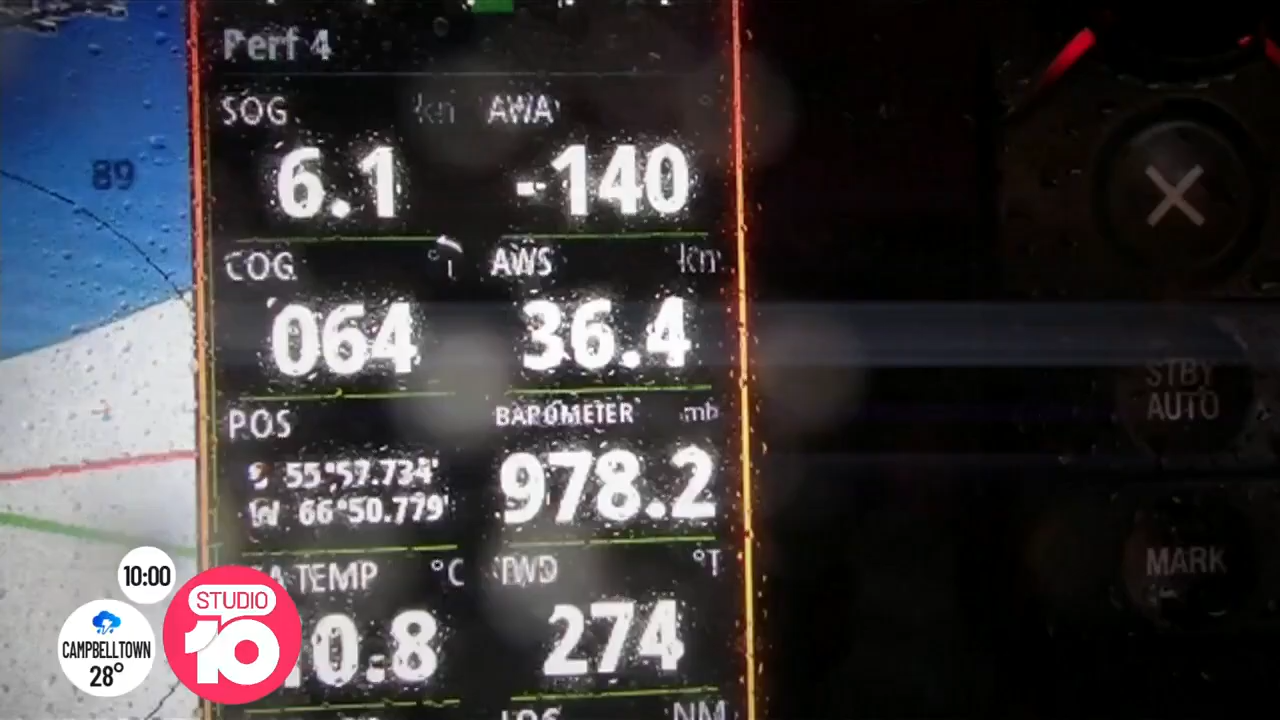 Perf 4
SOG kn AWA °
6.1 -140
89
COG °T AWS kn
064 36.4
POS BAROMETER mb
S 55°57.734'
W 66°50.779'
978.2
TEMP °C TWD °T
0.8 274
LOG NM
STBY
AUTO
MARK
10:00
CAMPBELLTOWN
28°
STUDIO
10